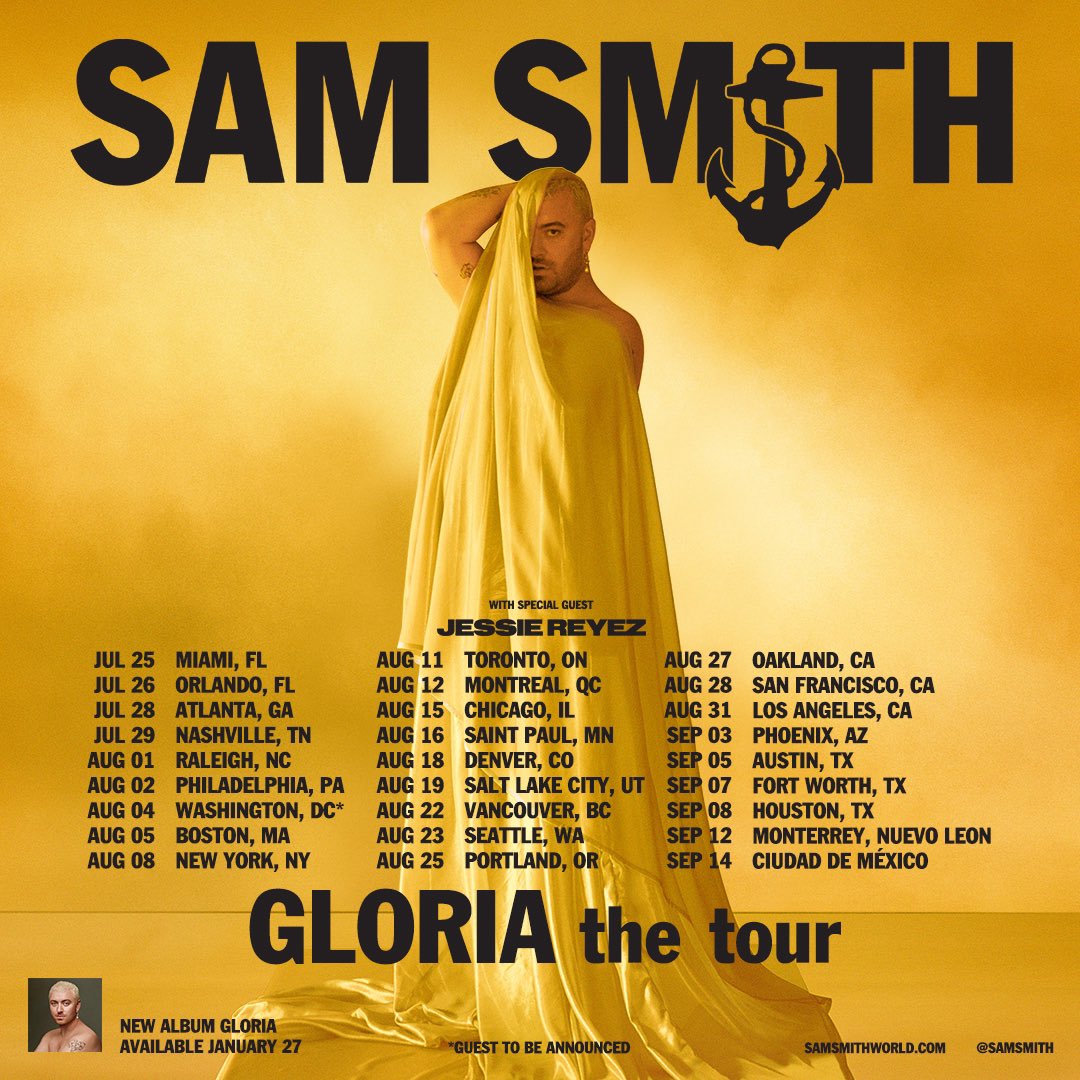 SAM SMITH
WITH SPECIAL GUEST
JESSIE REYEZ
JUL 25 MIAMI, FL
JUL 26 ORLANDO, FL
JUL 28 ATLANTA, GA
JUL 29 NASHVILLE, TN
AUG 01 RALEIGH, NC
AUG 02 PHILADELPHIA, PA
AUG 04 WASHINGTON, DC*
AUG 05 BOSTON, MA
AUG 08 NEW YORK, NY
AUG 11 TORONTO, ON
AUG 12 MONTREAL, QC
AUG 15 CHICAGO, IL
AUG 16 SAINT PAUL, MN
AUG 18 DENVER, CO
AUG 19 SALT LAKE CITY, UT
AUG 22 VANCOUVER, BC
AUG 23 SEATTLE, WA
AUG 25 PORTLAND, OR
AUG 27 OAKLAND, CA
AUG 28 SAN FRANCISCO, CA
AUG 31 LOS ANGELES, CA
SEP 03 PHOENIX, AZ
SEP 05 AUSTIN, TX
SEP 07 FORT WORTH, TX
SEP 08 HOUSTON, TX
SEP 12 MONTERREY, NUEVO LEON
SEP 14 CIUDAD DE MÉXICO
GLORIA the tour
NEW ALBUM GLORIA
AVAILABLE JANUARY 27
*GUEST TO BE ANNOUNCED
SAMSMITHWORLD.COM
@SAMSMITH